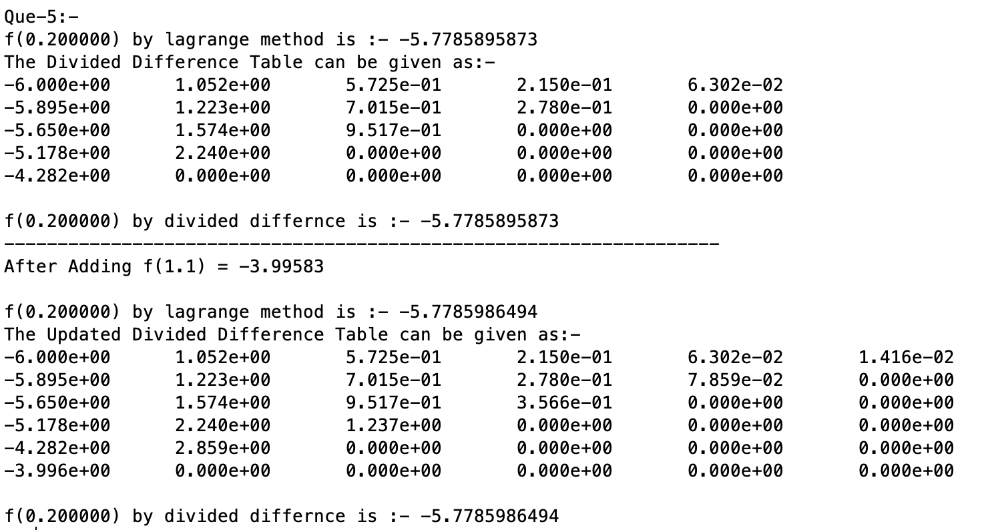 Que-5:-
f(0.200000) by lagrange method is :- -5.7785895873
The Divided Difference Table can be given as:-
-6.000e+00 1.052e+00 5.725e-01 2.150e-01 6.302e-02
-5.895e+00 1.223e+00 7.015e-01 2.780e-01 0.000e+00
-5.650e+00 1.574e+00 9.517e-01 0.000e+00 0.000e+00
-5.178e+00 2.240e+00 0.000e+00 0.000e+00 0.000e+00
-4.282e+00 0.000e+00 0.000e+00 0.000e+00 0.000e+00
f(0.200000) by divided differnce is :- -5.7785895873
-------------------------------------------------------------------
After Adding f(1.1) = -3.99583
f(0.200000) by lagrange method is :- -5.7785986494
The Updated Divided Difference Table can be given as:-
-6.000e+00 1.052e+00 5.725e-01 2.150e-01 6.302e-02 1.416e-02
-5.895e+00 1.223e+00 7.015e-01 2.780e-01 7.859e-02 0.000e+00
-5.650e+00 1.574e+00 9.517e-01 3.566e-01 0.000e+00 0.000e+00
-5.178e+00 2.240e+00 1.237e+00 0.000e+00 0.000e+00 0.000e+00
-4.282e+00 2.859e+00 0.000e+00 0.000e+00 0.000e+00 0.000e+00
-3.996e+00 0.000e+00 0.000e+00 0.000e+00 0.000e+00 0.000e+00
f(0.200000) by divided differnce is :- -5.7785986494